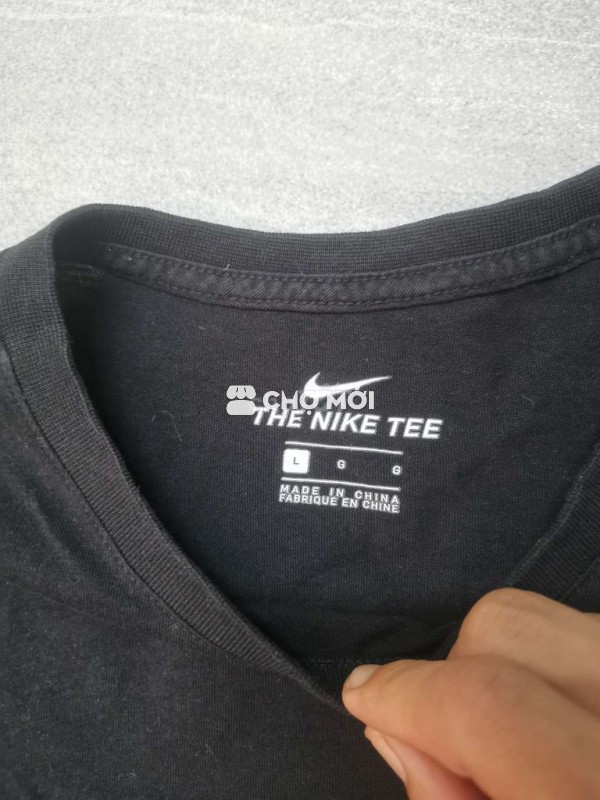 CHỢ MỚI
THE NIKE TEE
L G G
MADE IN CHINA
FABRIQUE EN CHINE